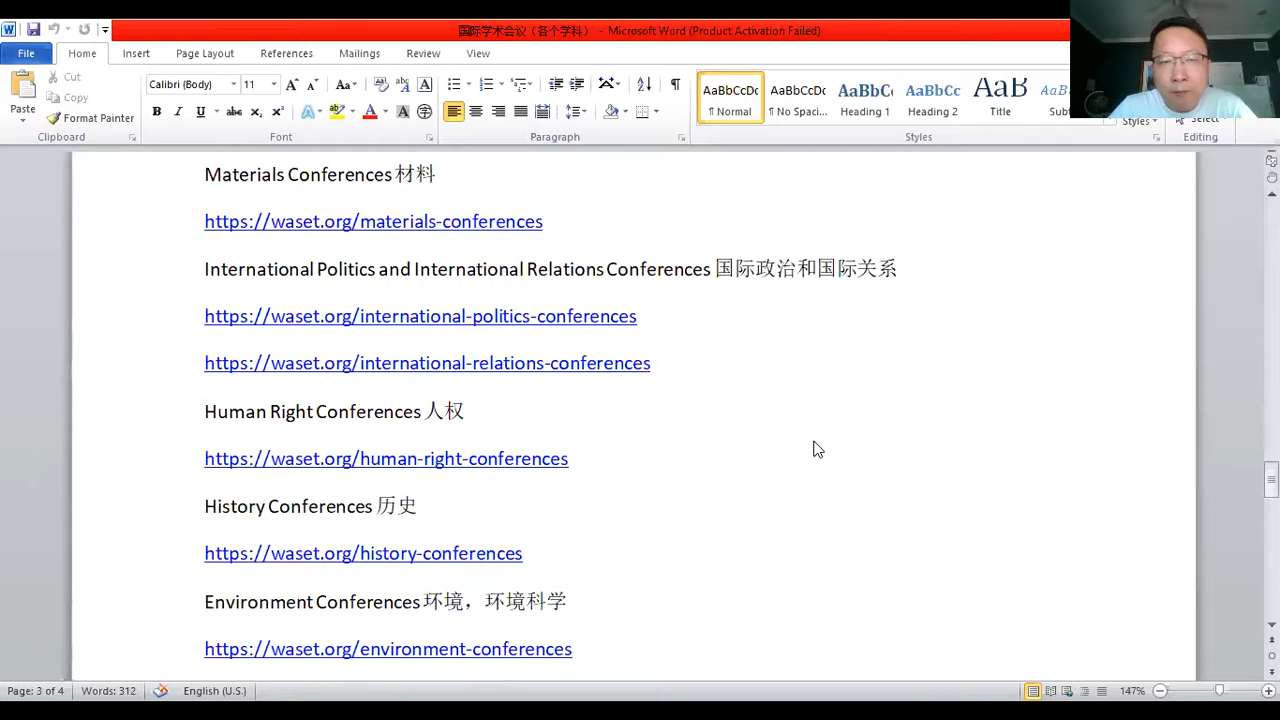 国际学术会议（各个学科） - Microsoft Word (Product Activation Failed)
File Home Insert Page Layout References Mailings Review View
Paste
Cut
Copy
Format Painter
Clipboard
Calibri (Body) 11
Font
Paragraph
AaBbCcDc AaBbCcDc AaBbCc AaBbCc AaB
¶ Normal ¶ No Spaci... Heading 1 Heading 2 Title
Styles
Styles
Select
Editing
Materials Conferences 材料
https://waset.org/materials-conferences
International Politics and International Relations Conferences 国际政治和国际关系
https://waset.org/international-politics-conferences
https://waset.org/international-relations-conferences
Human Right Conferences 人权
https://waset.org/human-right-conferences
History Conferences 历史
https://waset.org/history-conferences
Environment Conferences 环境，环境科学
https://waset.org/environment-conferences
Page: 3 of 4 Words: 312 English (U.S.) 147%